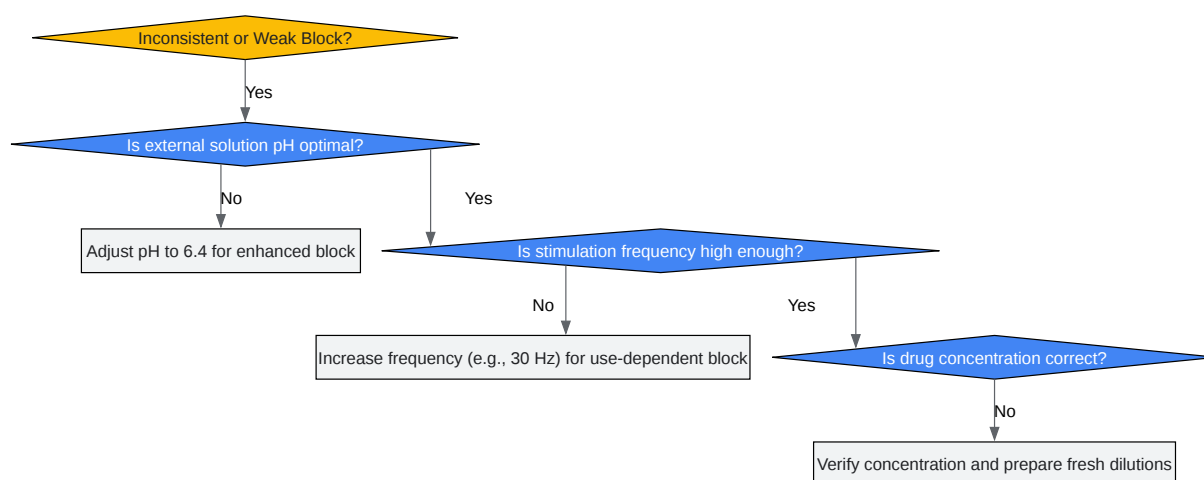 Inconsistent or Weak Block?
Yes
Is external solution pH optimal?
No
Yes
Adjust pH to 6.4 for enhanced block
Is stimulation frequency high enough?
No
Yes
Increase frequency (e.g., 30 Hz) for use-dependent block
Is drug concentration correct?
No
Verify concentration and prepare fresh dilutions